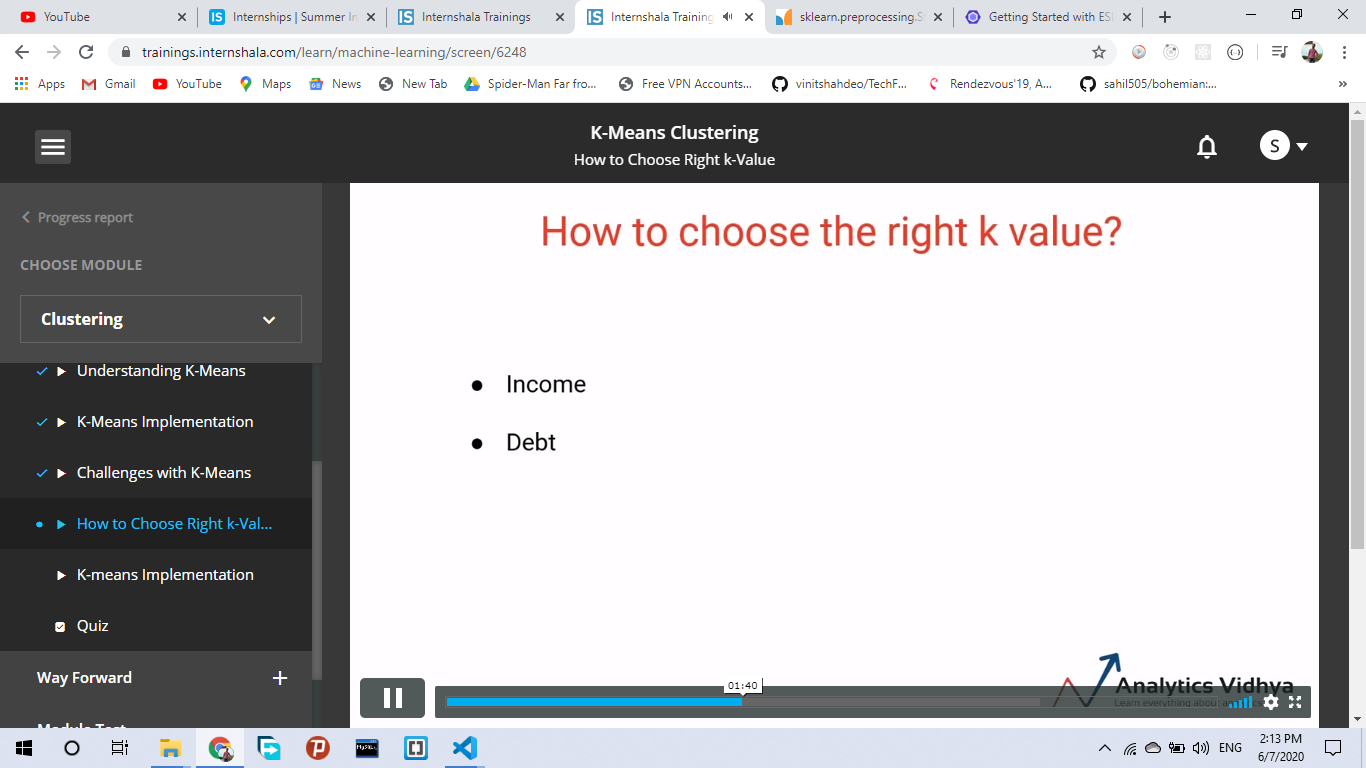 YouTube
Internships | Summer In
Internshala Trainings
Internshala Training
sklearn.preprocessing.S
Getting Started with ES
trainings.internshala.com/learn/machine-learning/screen/6248
Apps
Gmail
YouTube
Maps
News
New Tab
Spider-Man Far fro...
Free VPN Accounts...
vinitshahdeo/TechF...
Rendezvous'19, A...
sahil505/bohemian:...
»
K-Means Clustering
How to Choose Right k-Value
S
Progress report
CHOOSE MODULE
Clustering
Understanding K-Means
K-Means Implementation
Challenges with K-Means
How to Choose Right k-Val...
K-means Implementation
Quiz
Way Forward
+
Module Test
How to choose the right k value?
● Income
● Debt
01:40
Analytics Vidhya
Learn everything about
ENG
2:13 PM
6/7/2020